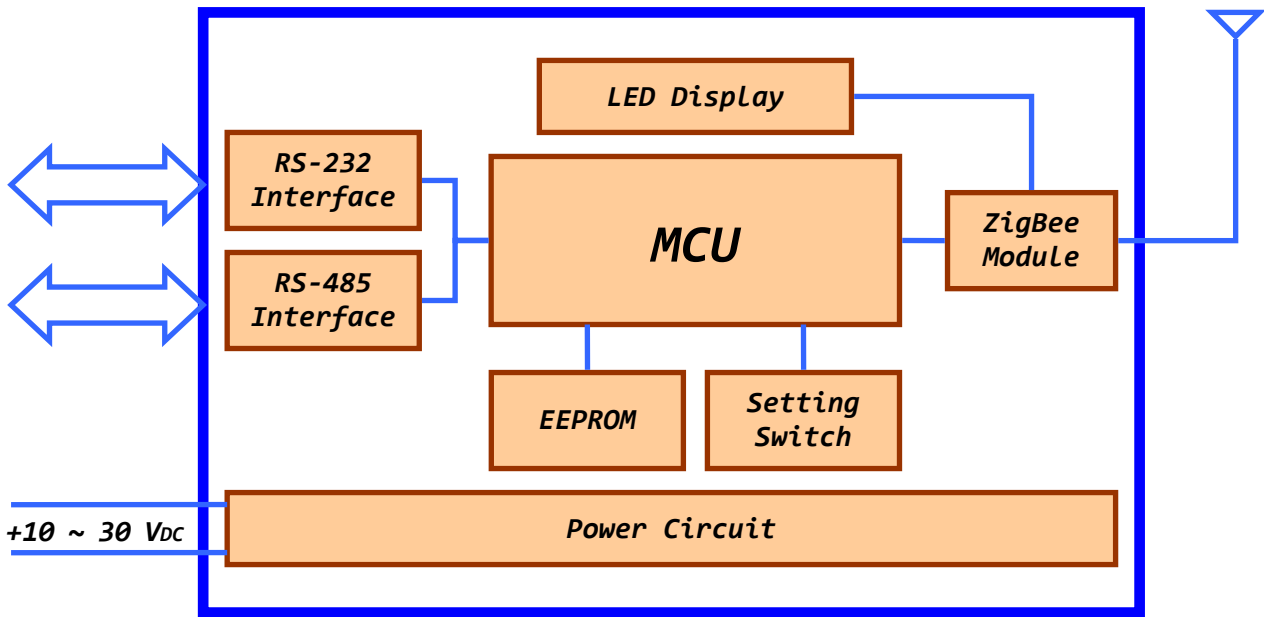 LED Display
RS-232
Interface
MCU
ZigBee
Module
RS-485
Interface
EEPROM
Setting
Switch
+10 ~ 30 VDC
Power Circuit